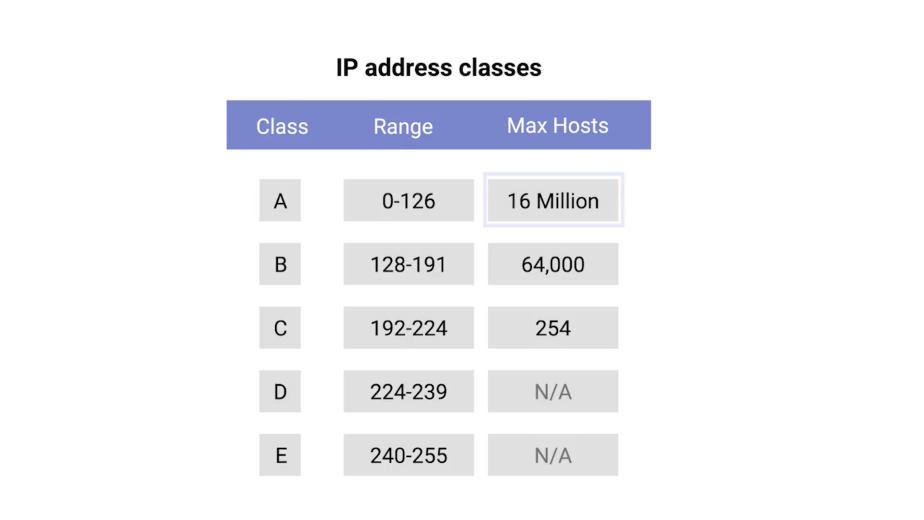 IP address classes
Class Range Max Hosts
A 0-126 16 Million
B 128-191 64,000
C 192-224 254
D 224-239 N/A
E 240-255 N/A